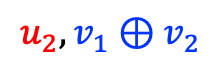 u₂, v₁ ⊕ v₂